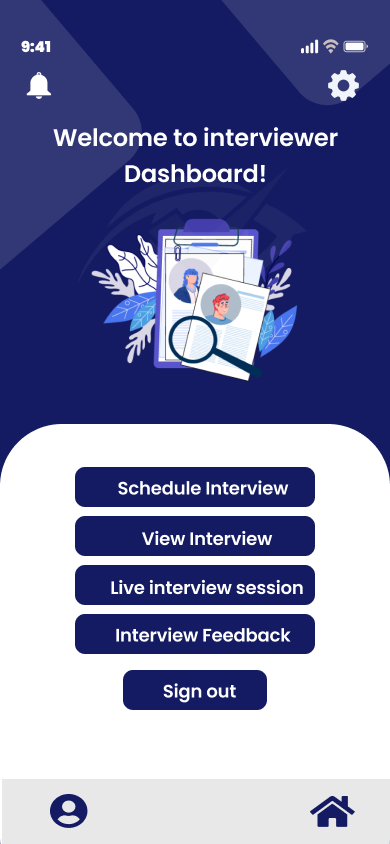 9:41
Welcome to interviewer
Dashboard!
Schedule Interview
View Interview
Live interview session
Interview Feedback
Sign out